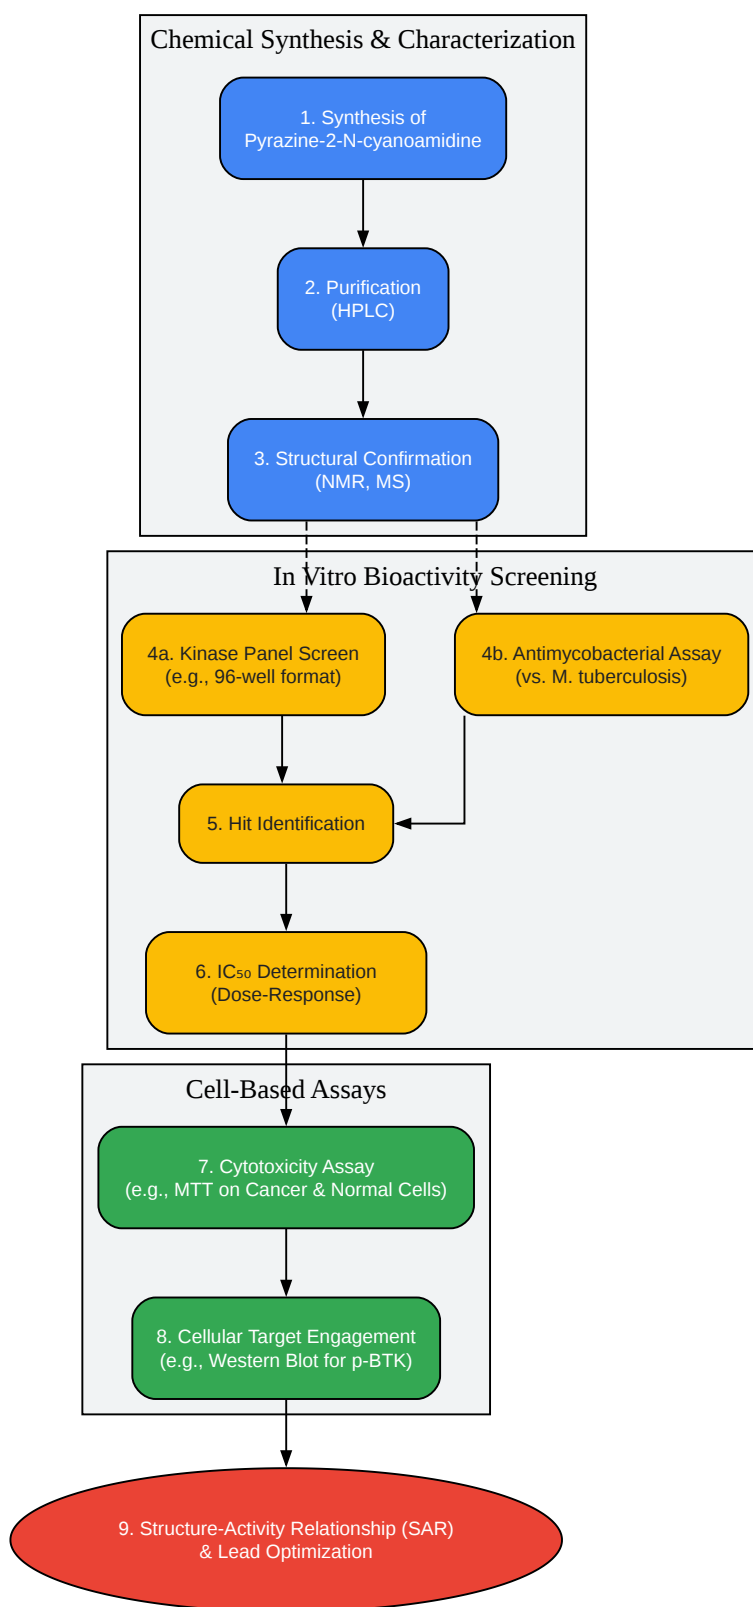 Chemical Synthesis & Characterization
1. Synthesis of
Pyrazine-2-N-cyanoamidine
2. Purification
(HPLC)
3. Structural Confirmation
(NMR, MS)
In Vitro Bioactivity Screening
4a. Kinase Panel Screen
(e.g., 96-well format)
4b. Antimycobacterial Assay
(vs. M. tuberculosis)
5. Hit Identification
6. IC₅₀ Determination
(Dose-Response)
Cell-Based Assays
7. Cytotoxicity Assay
(e.g., MTT on Cancer & Normal Cells)
8. Cellular Target Engagement
(e.g., Western Blot for p-BTK)
9. Structure-Activity Relationship (SAR)
& Lead Optimization